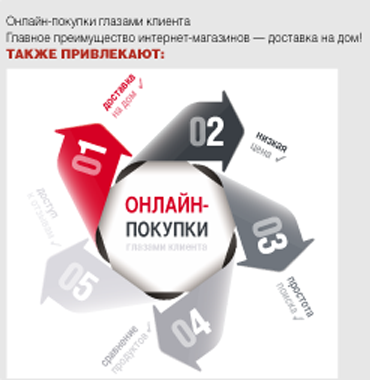 Онлайн-покупки глазами клиента
Главное преимущество интернет-магазинов — доставка на дом!
ТАКЖЕ ПРИВЛЕКАЮТ:
01
доставка
на дом
02
низкая
цена
03
простота
поиска
04
сравнение
продуктов
05
доступ
к отзывам
ОНЛАЙН-
ПОКУПКИ
глазами клиента